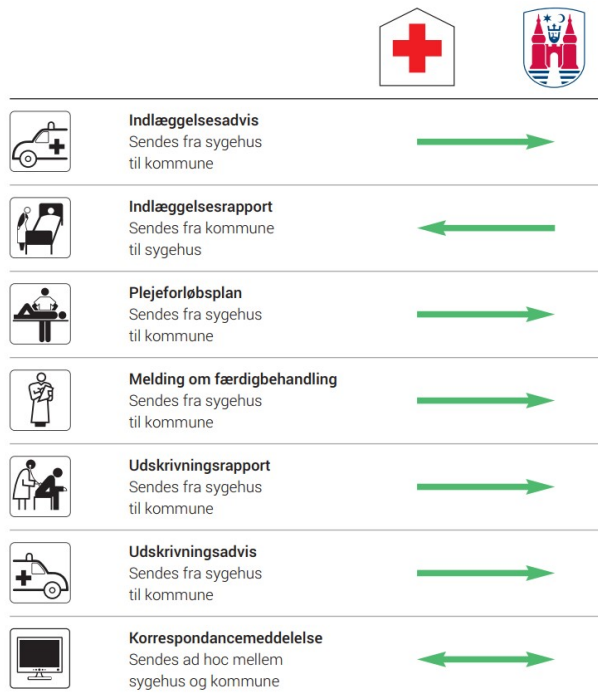 Indlæggelsesadvis
Sendes fra sygehus
til kommune
Indlæggelsesrapport
Sendes fra kommune
til sygehus
Plejeforløbsplan
Sendes fra sygehus
til kommune
Melding om færdigbehandling
Sendes fra sygehus
til kommune
Udskrivningsrapport
Sendes fra sygehus
til kommune
Udskrivningsadvis
Sendes fra sygehus
til kommune
Korrespondancemeddelelse
Sendes ad hoc mellem
sygehus og kommune